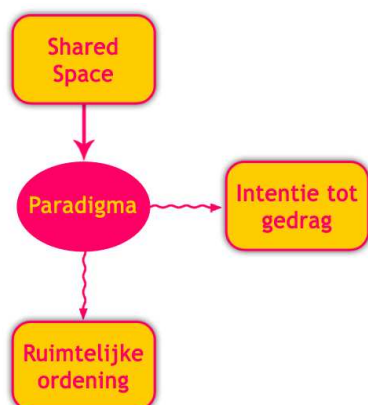 Shared
Space
Paradigma
Intentie tot
gedrag
Ruimtelijke
ordening